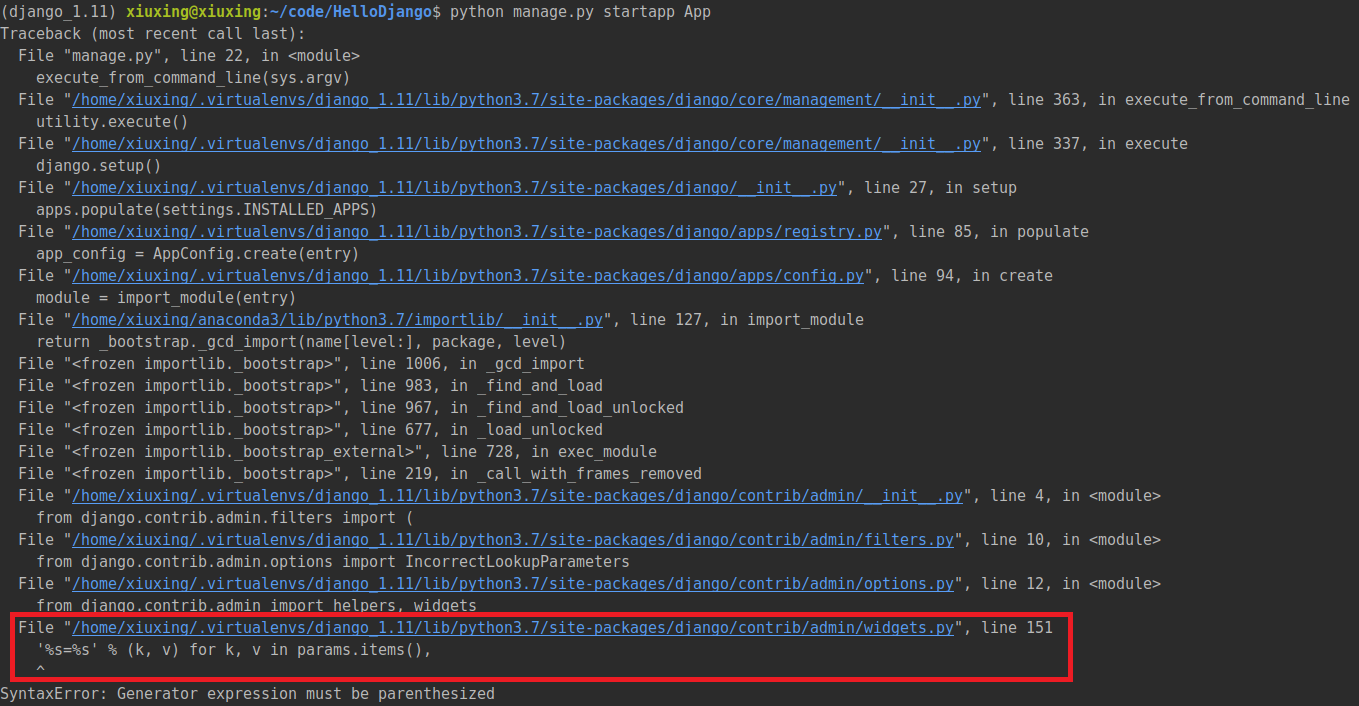 (django_1.11) xiuxing@xiuxing:~/code/HelloDjango$ python manage.py startapp App
Traceback (most recent call last):
  File "manage.py", line 22, in <module>
    execute_from_command_line(sys.argv)
  File "/home/xiuxing/.virtualenvs/django_1.11/lib/python3.7/site-packages/django/core/management/__init__.py", line 363, in execute_from_command_line
    utility.execute()
  File "/home/xiuxing/.virtualenvs/django_1.11/lib/python3.7/site-packages/django/core/management/__init__.py", line 337, in execute
    django.setup()
  File "/home/xiuxing/.virtualenvs/django_1.11/lib/python3.7/site-packages/django/__init__.py", line 27, in setup
    apps.populate(settings.INSTALLED_APPS)
  File "/home/xiuxing/.virtualenvs/django_1.11/lib/python3.7/site-packages/django/apps/registry.py", line 85, in populate
    app_config = AppConfig.create(entry)
  File "/home/xiuxing/.virtualenvs/django_1.11/lib/python3.7/site-packages/django/apps/config.py", line 94, in create
    module = import_module(entry)
  File "/home/xiuxing/anaconda3/lib/python3.7/importlib/__init__.py", line 127, in import_module
    return _bootstrap._gcd_import(name[level:], package, level)
  File "<frozen importlib._bootstrap>", line 1006, in _gcd_import
  File "<frozen importlib._bootstrap>", line 983, in _find_and_load
  File "<frozen importlib._bootstrap>", line 967, in _find_and_load_unlocked
  File "<frozen importlib._bootstrap>", line 677, in _load_unlocked
  File "<frozen importlib._bootstrap_external>", line 728, in exec_module
  File "<frozen importlib._bootstrap>", line 219, in _call_with_frames_removed
  File "/home/xiuxing/.virtualenvs/django_1.11/lib/python3.7/site-packages/django/contrib/admin/__init__.py", line 4, in <module>
    from django.contrib.admin.filters import (
  File "/home/xiuxing/.virtualenvs/django_1.11/lib/python3.7/site-packages/django/contrib/admin/filters.py", line 10, in <module>
    from django.contrib.admin.options import IncorrectLookupParameters
  File "/home/xiuxing/.virtualenvs/django_1.11/lib/python3.7/site-packages/django/contrib/admin/options.py", line 12, in <module>
    from django.contrib.admin import helpers, widgets
  File "/home/xiuxing/.virtualenvs/django_1.11/lib/python3.7/site-packages/django/contrib/admin/widgets.py", line 151
    '%s=%s' % (k, v) for k, v in params.items(),
    ^
SyntaxError: Generator expression must be parenthesized